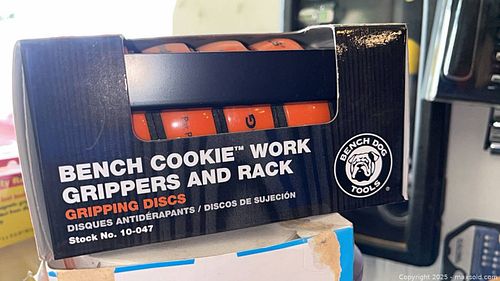 BENCH COOKIE™ WORK
GRIPPERS AND RACK
GRIPPING DISCS
DISQUES ANTIDÉRAPANTS / DISCOS DE SUJECIÓN
Stock No. 10-047
BENCH DOG
TOOLS
G
Copyright 2025 - maxsold.com